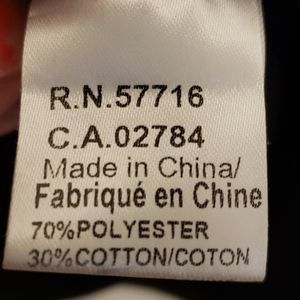 R.N.57716
C.A.02784
Made in China/
Fabriqué en Chine
70%POLYESTER
30%COTTON/COTON